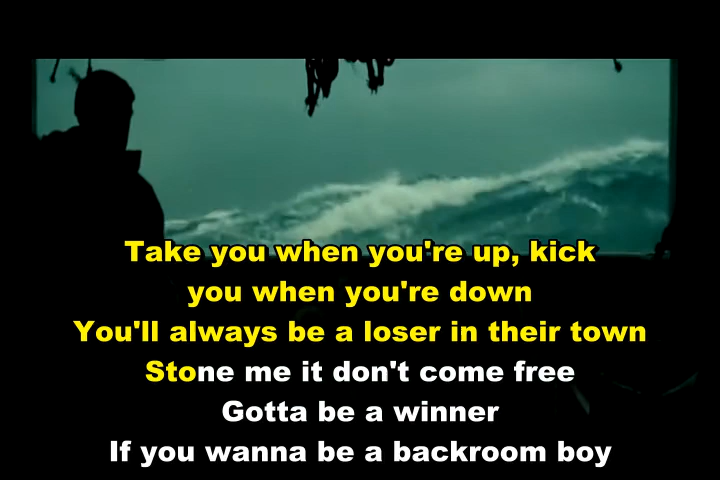 Take you when you're up, kick
you when you're down
You'll always be a loser in their town
Stone me it don't come free
Gotta be a winner
If you wanna be a backroom boy